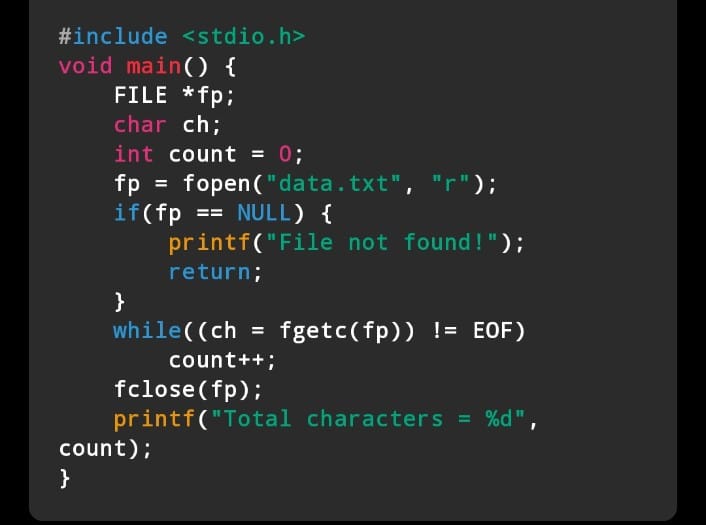 #include <stdio.h>
void main() {
    FILE *fp;
    char ch;
    int count = 0;
    fp = fopen("data.txt", "r");
    if(fp == NULL) {
        printf("File not found!");
        return;
    }
    while((ch = fgetc(fp)) != EOF)
        count++;
    fclose(fp);
    printf("Total characters = %d",
count);
}